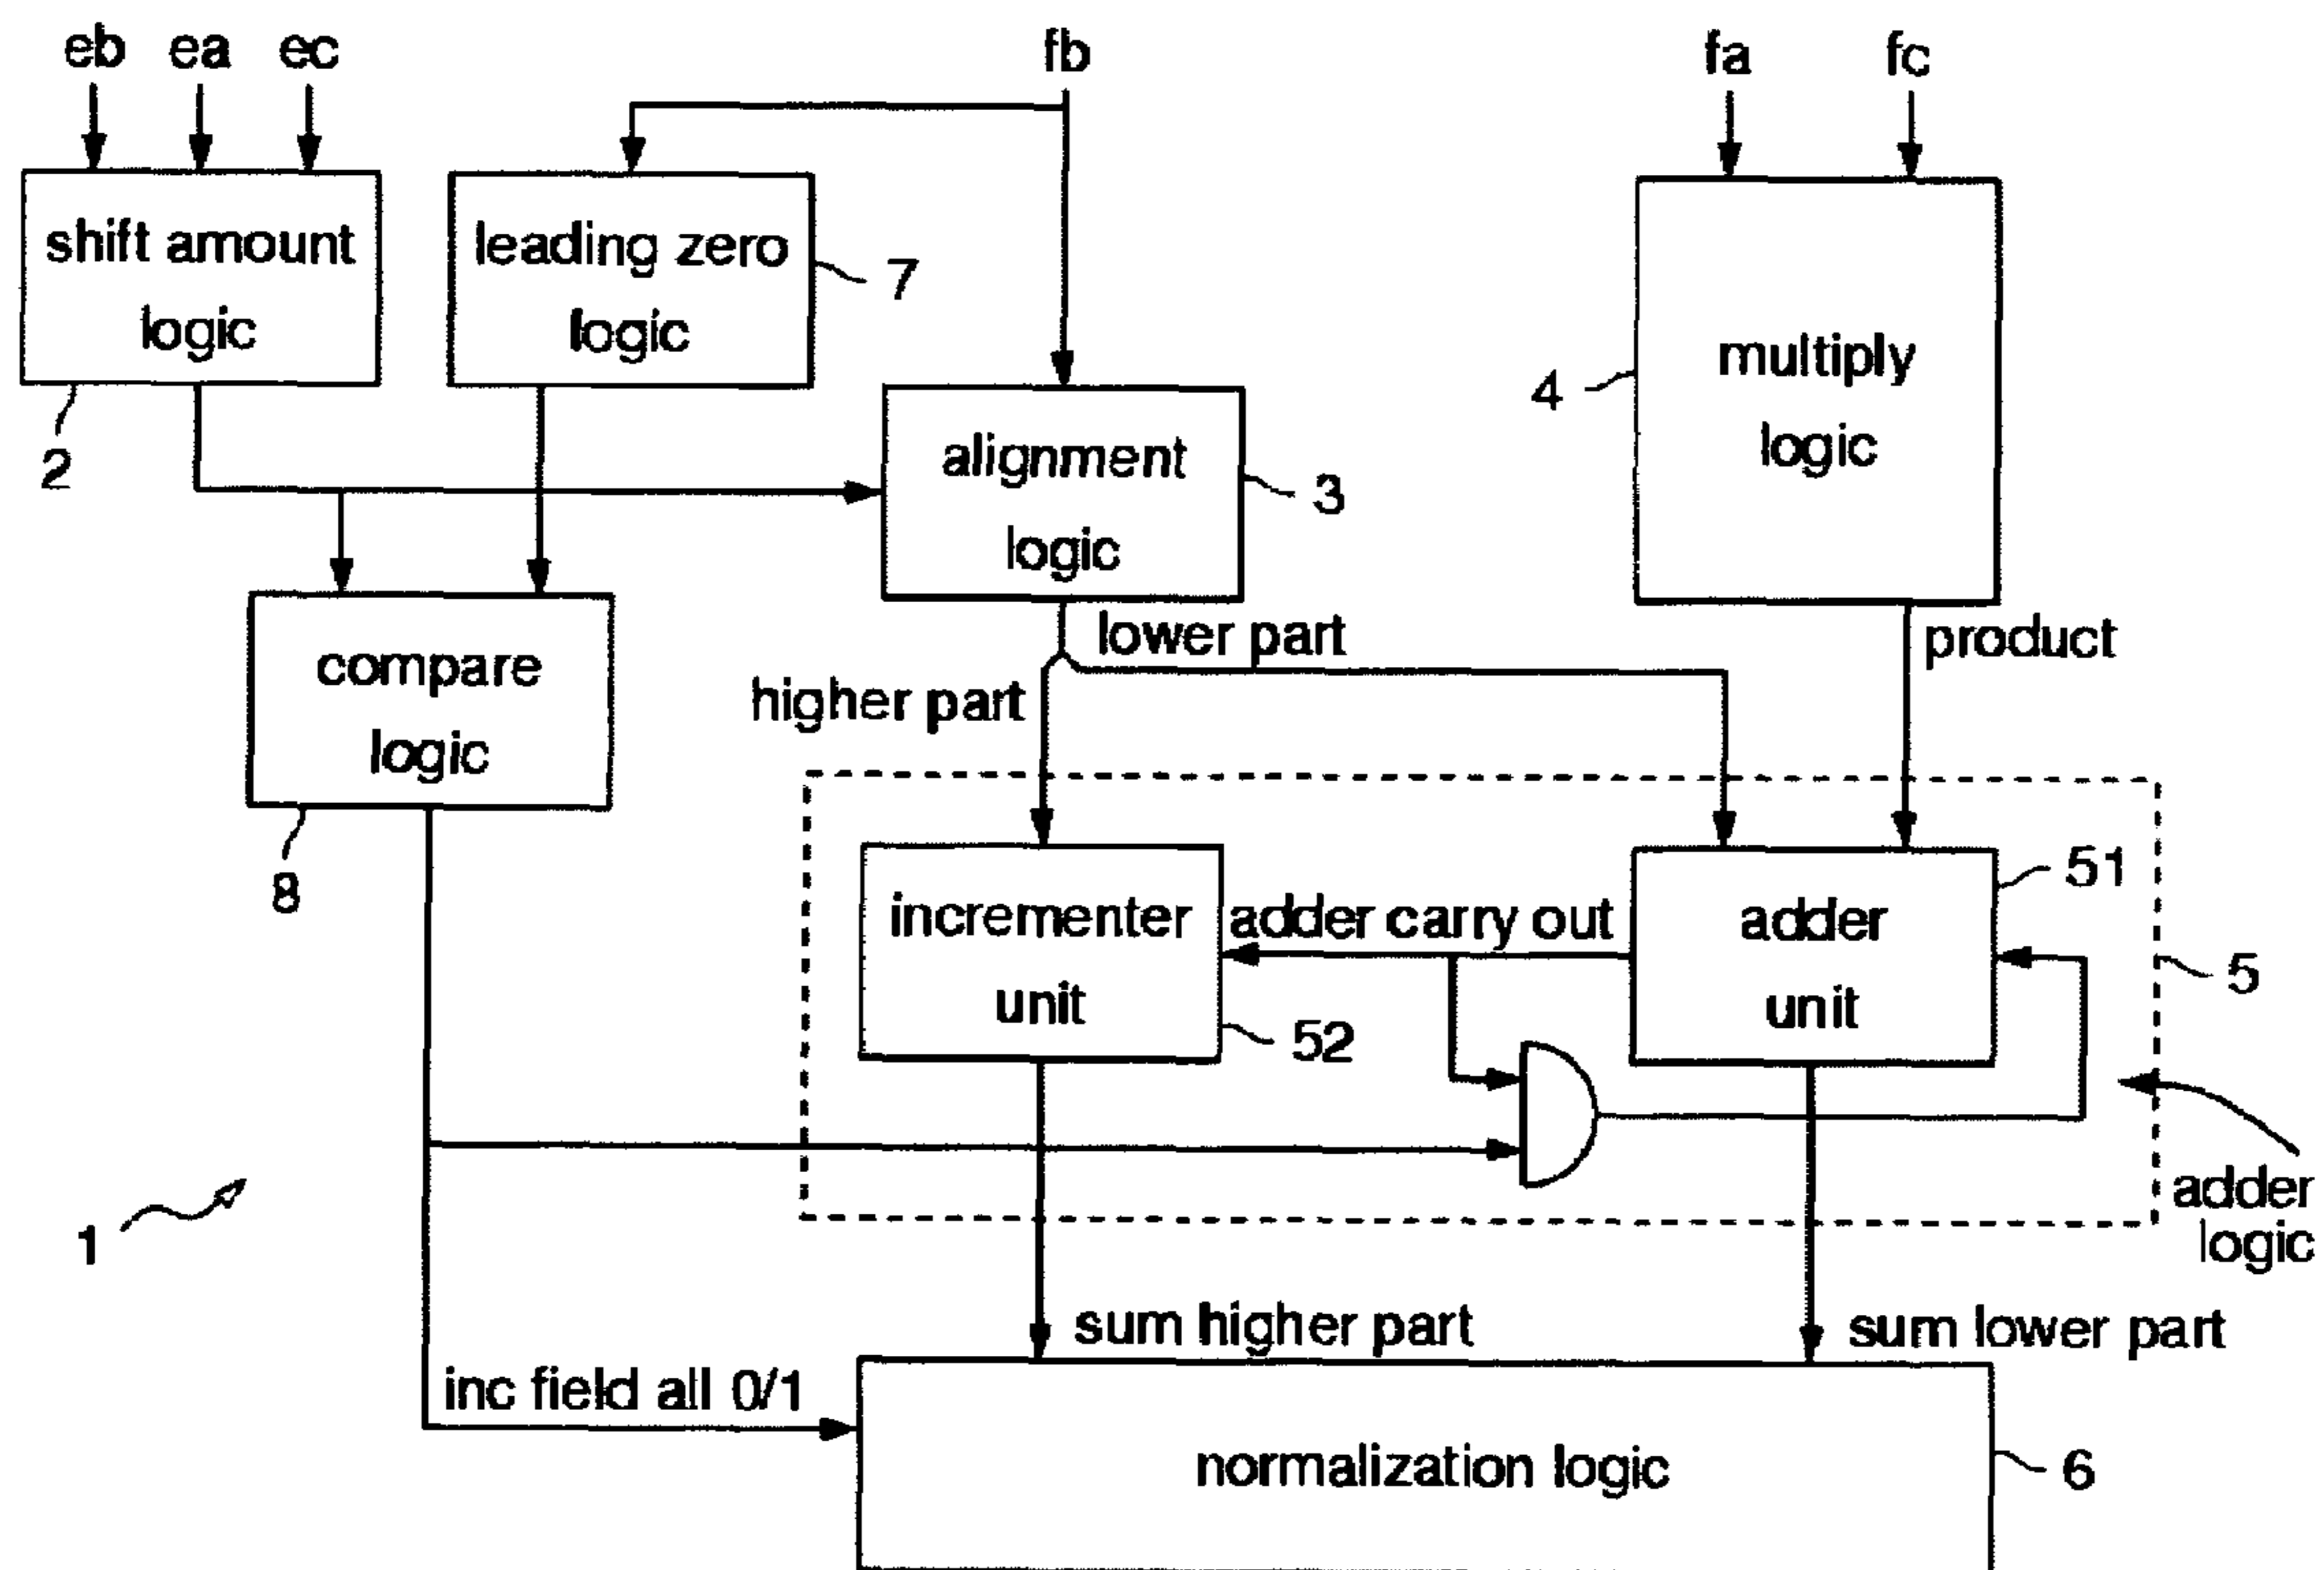 eb ea ec fb fa fc
shift amount
logic
2
leading zero
logic
7
alignment
logic
3
multiply
logic
4
compare
logic
8
lower part
higher part
product
incrementer
unit
52
adder carry out
adder
unit
51
5
adder
logic
1
sum higher part
sum lower part
inc field all 0/1
normalization logic
6